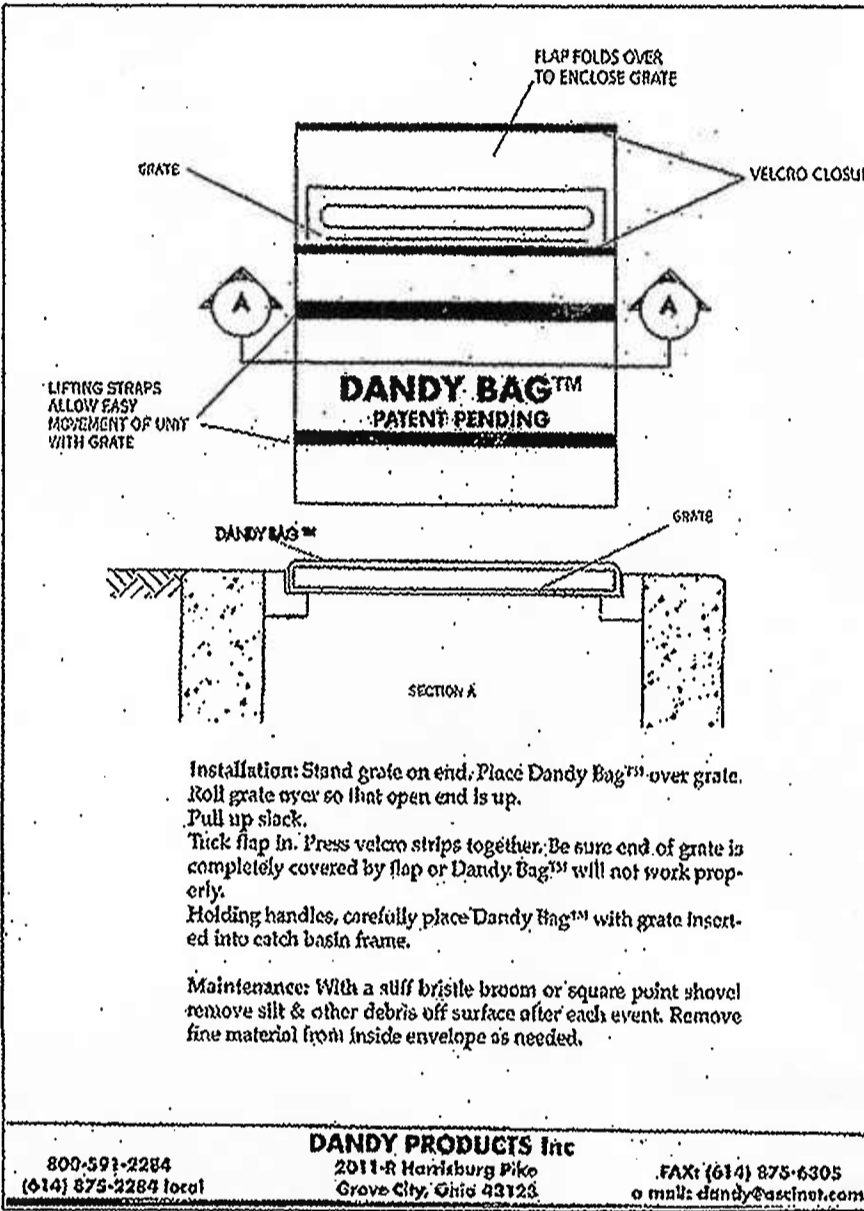 FLAP FOLDS OVER
TO ENCLOSE GRATE
GRATE
VELCRO CLOSU
A
A
LIFTING STRAPS
ALLOW EASY
MOVEMENT OF UNIT
WITH GRATE
DANDY BAG™
PATENT PENDING
DANDY BAG™
GRATE
SECTION A
Installation: Stand grate on end. Place Dandy Bag™ over grate.
Roll grate over so that open end is up.
Pull up slack.
Tuck flap in. Press velcro strips together. Be sure end of grate is
completely covered by flap or Dandy Bag™ will not work prop-
erly.
Holding handles, carefully place Dandy Bag™ with grate insert-
ed into catch basin frame.
Maintenance: With a stiff bristle broom or square point shovel
remove silt & other debris off surface after each event. Remove
fine material from inside envelope as needed.
DANDY PRODUCTS Inc
800-591-2284
2011-R Harrisburg Pike
FAX: (614) 875-6305
(614) 875-2284 local
Grove City, Ohio 43123
e mail: dandy@ascinet.com